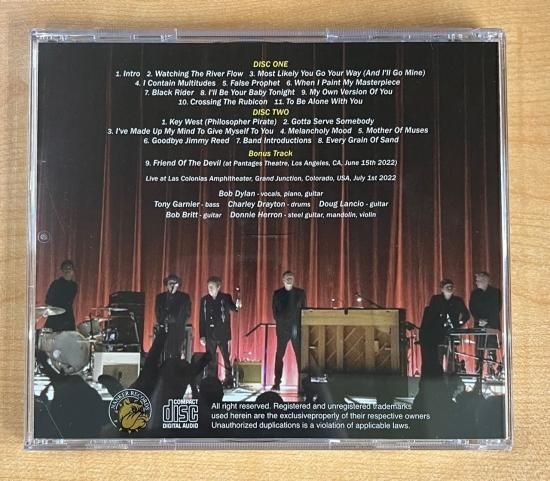 DISC ONE
1. Intro 2. Watching The River Flow 3. Most Likely You Go Your Way (And I'll Go Mine)
4. I Contain Multitudes 5. False Prophet 6. When I Paint My Masterpiece
7. Black Rider 8. I'll Be Your Baby Tonight 9. My Own Version Of You
10. Crossing The Rubicon 11. To Be Alone With You
DISC TWO
1. Key West (Philosopher Pirate) 2. Gotta Serve Somebody
3. I've Made Up My Mind To Give Myself To You 4. Melancholy Mood 5. Mother Of Muses
6. Goodbye Jimmy Reed 7. Band Introductions 8. Every Grain Of Sand
Bonus Track
9. Friend Of The Devil (at Pantages Theatre, Los Angeles, CA, June 15th 2022)
Live at Las Colonias Amphitheater, Grand Junction, Colorado, USA, July 1st 2022
Bob Dylan - vocals, piano, guitar
Tony Garnier - bass Charley Drayton - drums Doug Lancio - guitar
Bob Britt - guitar Donnie Herron - steel guitar, mandolin, violin
COMPACT
disc
DIGITAL AUDIO
All right reserved. Registered and unregistered trademarks
used herein are the exclusiveproperly of their respective owners
Unauthorized duplications is a violation of applicable laws.